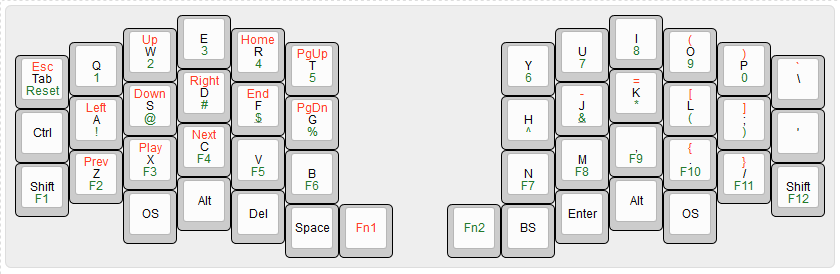 Esc
Tab
Reset
Q
1
Up
W
2
E
3
Home
R
4
PgUp
T
5
Y
6
U
7
I
8
(
O
9
)
P
0
`
\
Ctrl
Left
A
!
Down
S
@
Right
D
#
End
F
$
PgDn
G
%
H
^
-
J
&
=
K
*
[
L
(
]
;
)
'
Shift
F1
Prev
Z
F2
Play
X
F3
Next
C
F4
V
F5
B
F6
N
F7
M
F8
,
F9
{
.
F10
}
/
F11
Shift
F12
OS
Alt
Del
Space
Fn1
Fn2
BS
Enter
Alt
OS